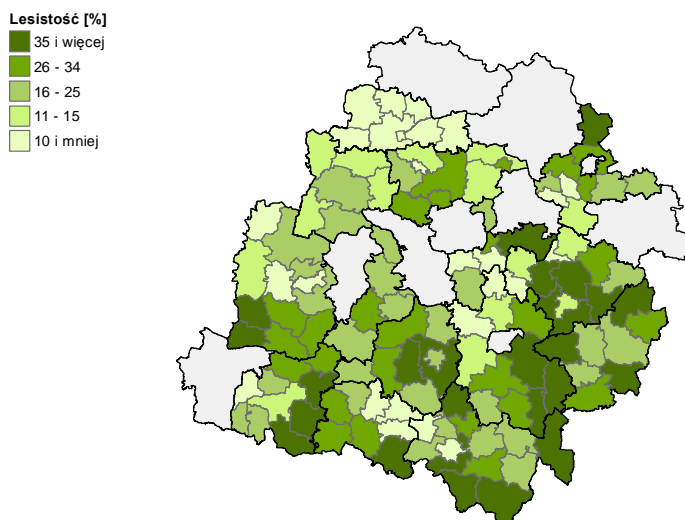 Lesistość [%]
35 i więcej
26 - 34
16 - 25
11 - 15
10 i mniej